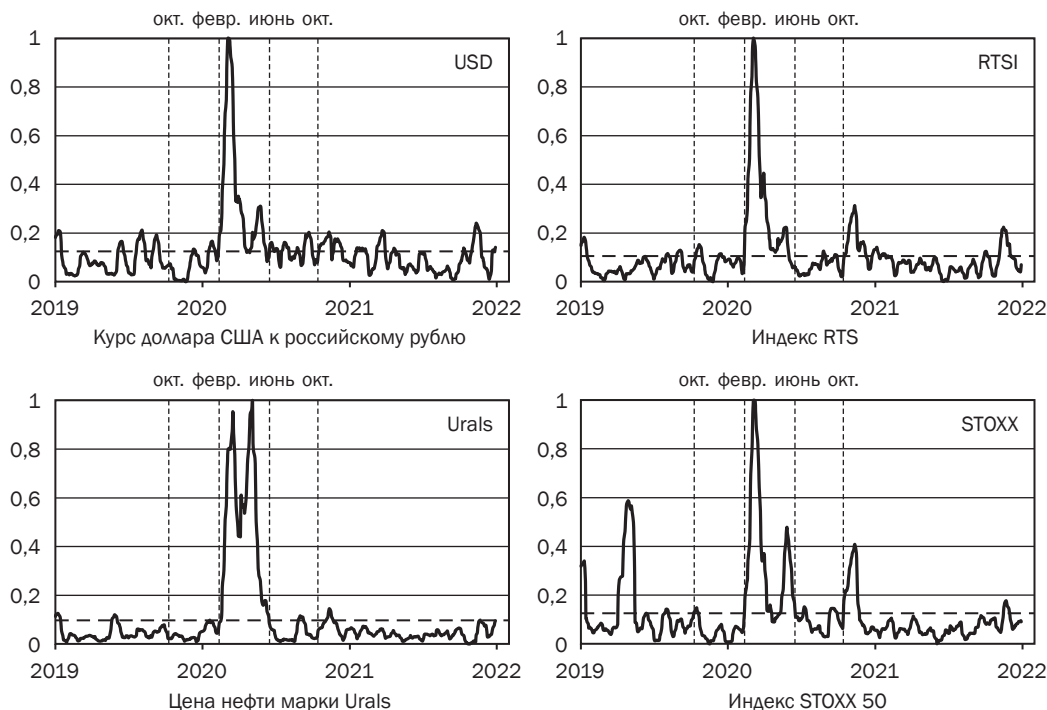 окт. февр. июнь окт.
1
USD
0,8
0,6
0,4
0,2
0
2019 2020 2021 2022
Курс доллара США к российскому рублю
окт. февр. июнь окт.
1
RTSI
0,8
0,6
0,4
0,2
0
2019 2020 2021 2022
Индекс RTS
окт. февр. июнь окт.
1
Urals
0,8
0,6
0,4
0,2
0
2019 2020 2021 2022
Цена нефти марки Urals
окт. февр. июнь окт.
1
STOXX
0,8
0,6
0,4
0,2
0
2019 2020 2021 2022
Индекс STOXX 50